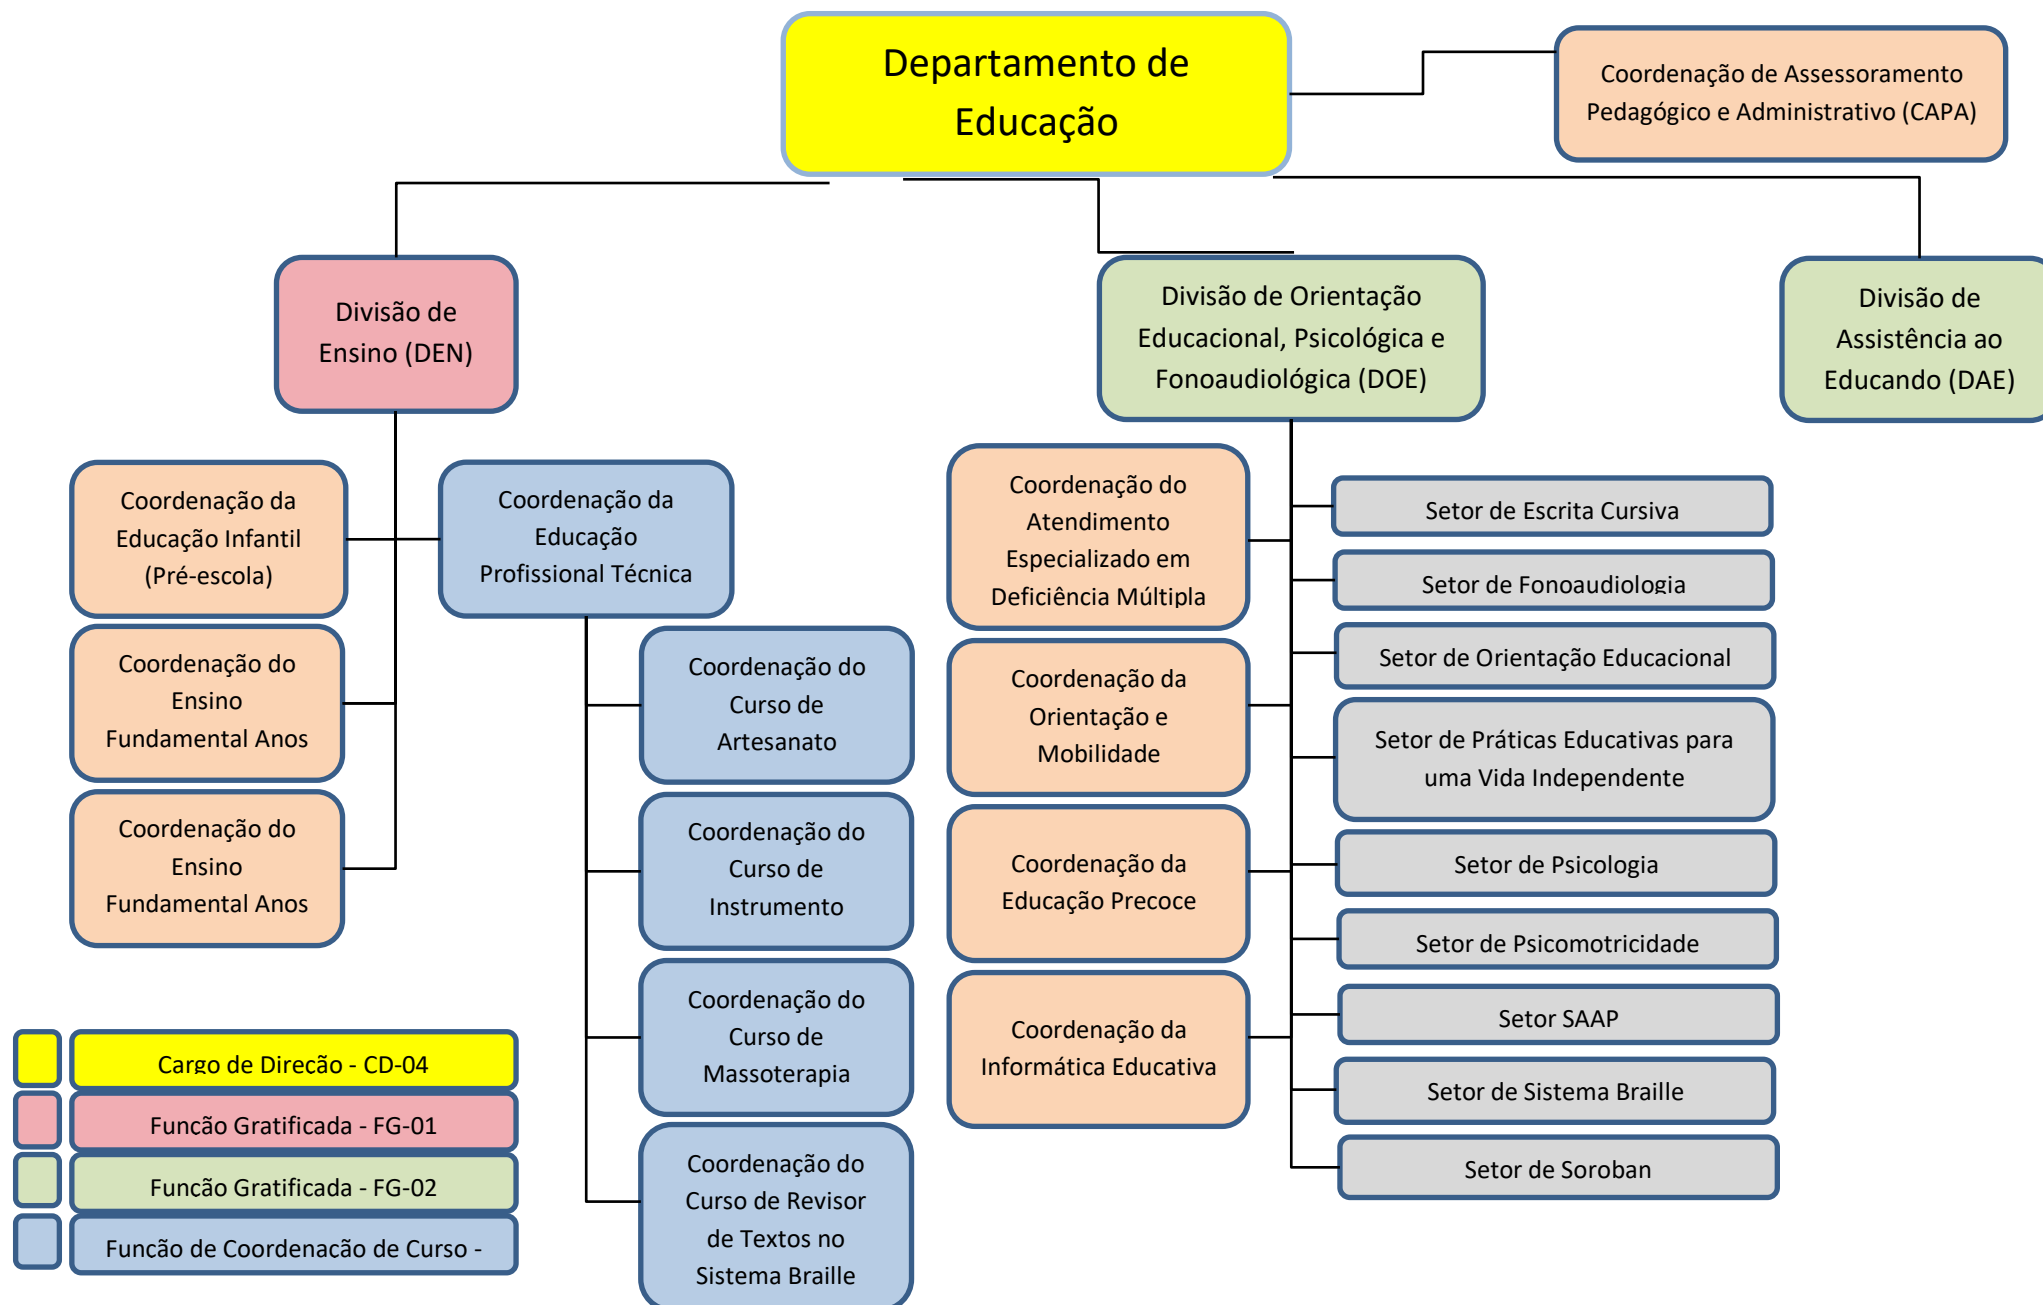 Departamento de
Educação
Coordenação de Assessoramento
Pedagógico e Administrativo (CAPA)
Divisão de
Ensino (DEN)
Divisão de Orientação
Educacional, Psicológica e
Fonoaudiológica (DOE)
Divisão de
Assistência ao
Educando (DAE)
Coordenação da
Educação Infantil
(Pré-escola)
Coordenação do
Ensino
Fundamental Anos
Coordenação do
Ensino
Fundamental Anos
Coordenação da
Educação
Profissional Técnica
Coordenação do
Curso de
Artesanato
Coordenação do
Curso de
Instrumento
Coordenação do
Curso de
Massoterapia
Coordenação do
Curso de Revisor
de Textos no
Sistema Braille
Coordenação do
Atendimento
Especializado em
Deficiência Múltipla
Coordenação da
Orientação e
Mobilidade
Coordenação da
Educação Precoce
Coordenação da
Informática Educativa
Setor de Escrita Cursiva
Setor de Fonoaudiologia
Setor de Orientação Educacional
Setor de Práticas Educativas para
uma Vida Independente
Setor de Psicologia
Setor de Psicomotricidade
Setor SAAP
Setor de Sistema Braille
Setor de Soroban
Cargo de Direção - CD-04
Função Gratificada - FG-01
Função Gratificada - FG-02
Função de Coordenação de Curso -